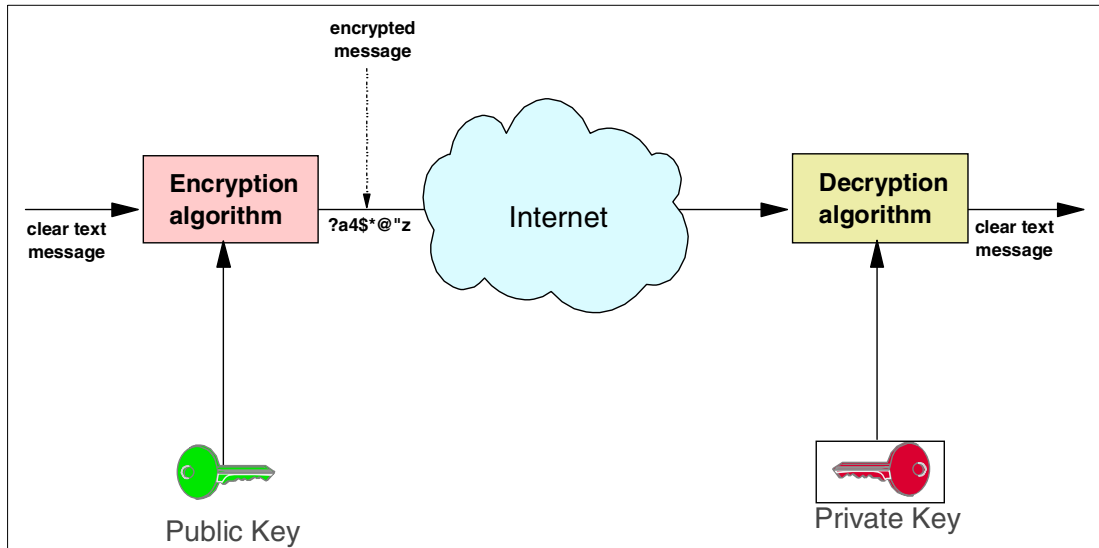 encrypted
message
Encryption
algorithm
clear text
message
?a4$*@"z
Internet
Decryption
algorithm
clear text
message
Public Key
Private Key